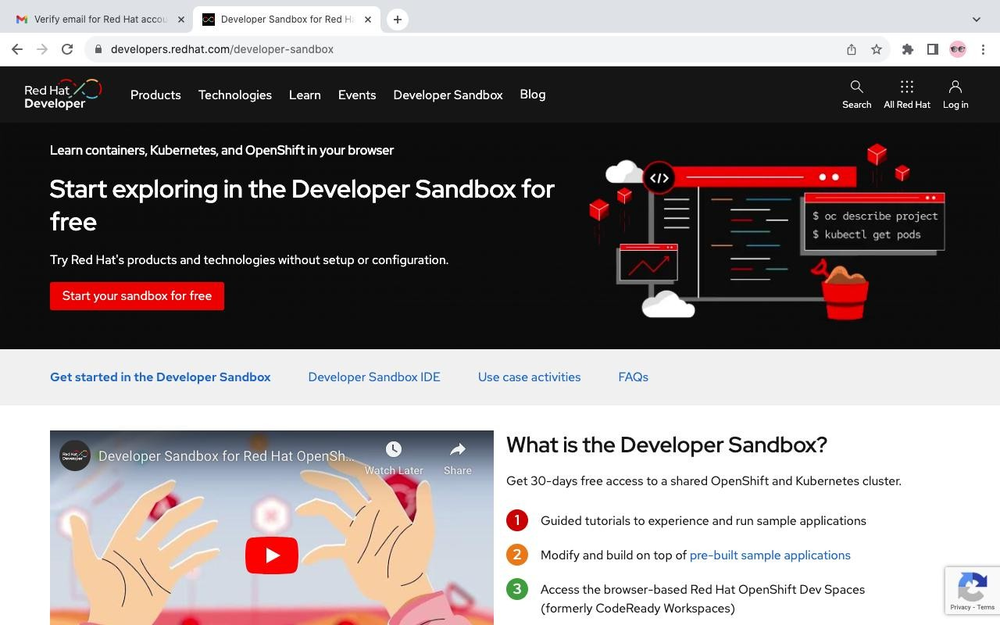 Verify email for Red Hat accou
Developer Sandbox for Red Ha
developers.redhat.com/developer-sandbox
Red Hat
Developer
Products
Technologies
Learn
Events
Developer Sandbox
Blog
Search
All Red Hat
Log in
Learn containers, Kubernetes, and OpenShift in your browser
Start exploring in the Developer Sandbox for
free
Try Red Hat's products and technologies without setup or configuration.
Start your sandbox for free
</>
$ oc describe project
$ kubectl get pods
Get started in the Developer Sandbox
Developer Sandbox IDE
Use case activities
FAQs
Red Hat
Developer
Developer Sandbox for Red Hat OpenSh...
Watch Later
Share
What is the Developer Sandbox?
Get 30-days free access to a shared OpenShift and Kubernetes cluster.
1 Guided tutorials to experience and run sample applications
2 Modify and build on top of pre-built sample applications
3 Access the browser-based Red Hat OpenShift Dev Spaces
(formerly CodeReady Workspaces)
Privacy - Terms